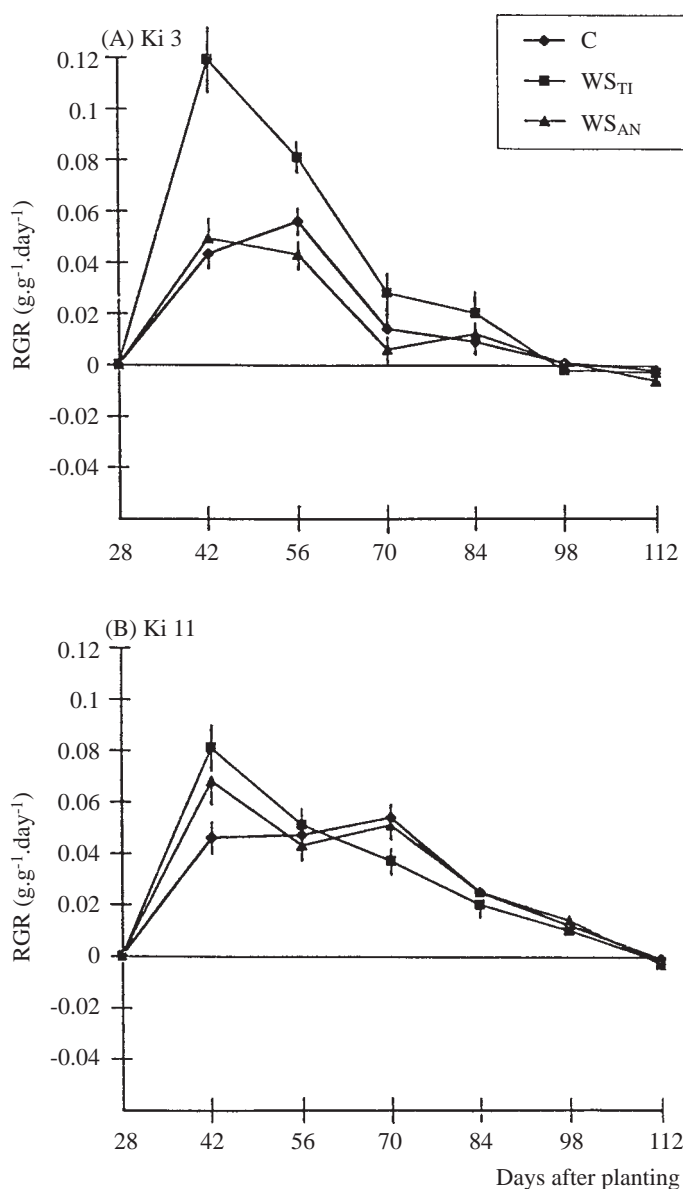 (A) Ki 3
C
WS_TI
WS_AN
0.12
0.1
0.08
0.06
0.04
0.02
0
-0.02
-0.04
RGR (g.g⁻¹.day⁻¹)
28 42 56 70 84 98 112
(B) Ki 11
0.12
0.1
0.08
0.06
0.04
0.02
0
-0.02
-0.04
RGR (g.g⁻¹.day⁻¹)
28 42 56 70 84 98 112
Days after planting